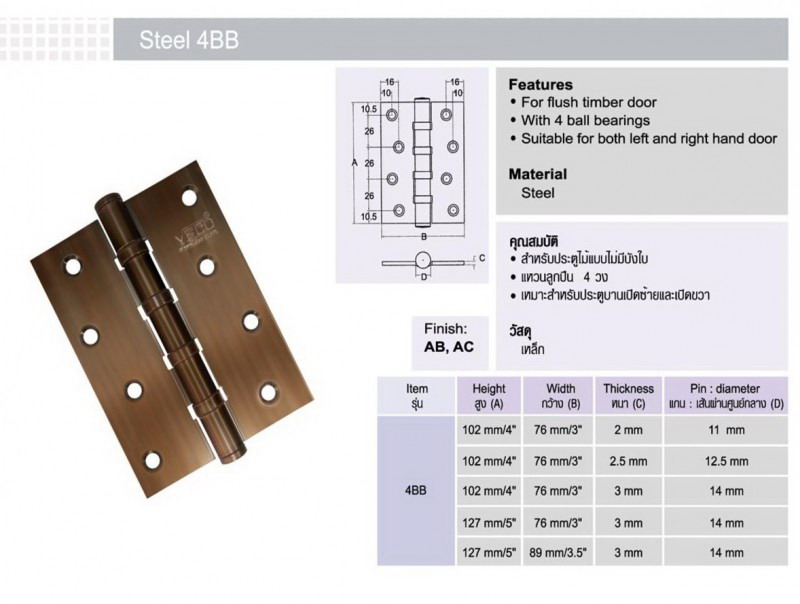 Steel 4BB
VECO
16
16
10
10
10.5
26
A
26
26
10.5
B
C
D
Features
• For flush timber door
• With 4 ball bearings
• Suitable for both left and right hand door
Material
Steel
คุณสมบัติ
• สำหรับประตูไม้แบบไม่มีบังใบ
• แหวนลูกปืน 4 วง
• เหมาะสำหรับประตูบานเปิดซ้ายและเปิดขวา
วัสดุ
เหล็ก
Finish:
AB, AC
Item Height Width Thickness Pin : diameter
รุ่น สูง (A) กว้าง (B) หนา (C) แกน : เส้นผ่านศูนย์กลาง (D)
102 mm/4" 76 mm/3" 2 mm 11 mm
102 mm/4" 76 mm/3" 2.5 mm 12.5 mm
4BB 102 mm/4" 76 mm/3" 3 mm 14 mm
127 mm/5" 76 mm/3" 3 mm 14 mm
127 mm/5" 89 mm/3.5" 3 mm 14 mm